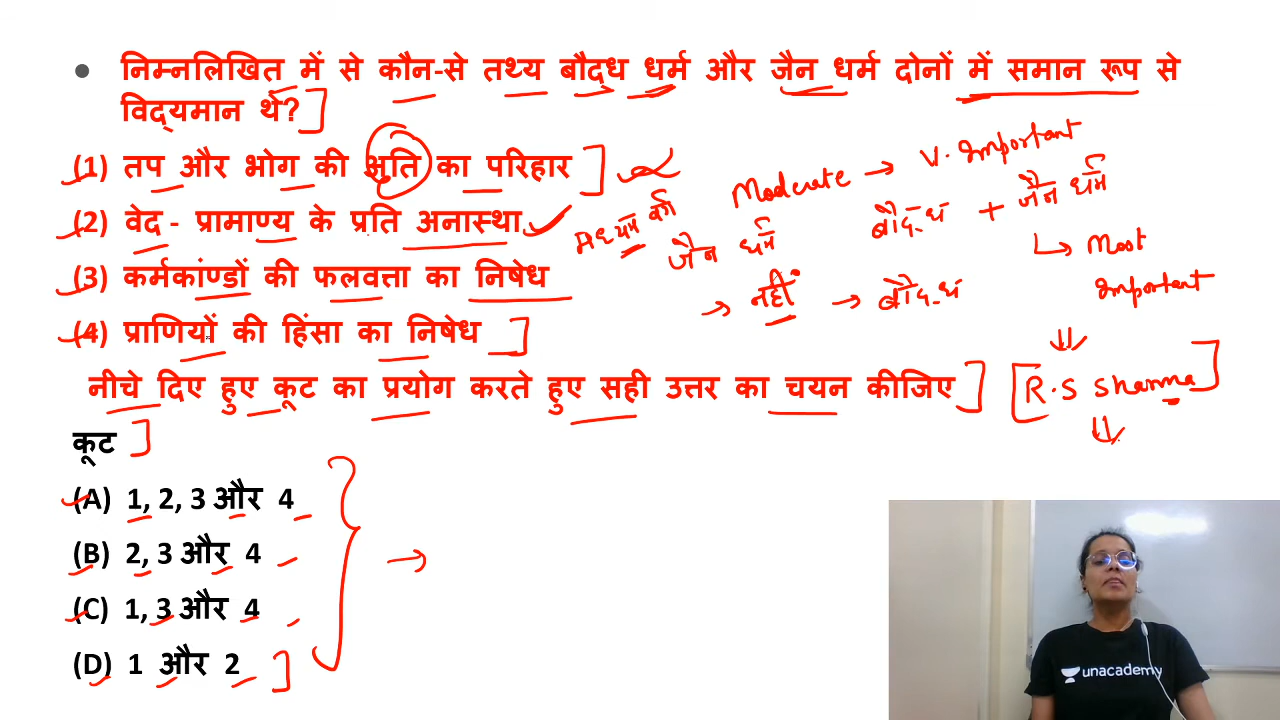 ● निम्नलिखित में से कौन-से तथ्य बौद्ध धर्म और जैन धर्म दोनों में समान रूप से
विद्यमान थे?
(1) तप और भोग की अति का परिहार
(2) वेद - प्रामाण्य के प्रति अनास्था
(3) कर्मकांण्डों की फलवत्ता का निषेध
(4) प्राणियों की हिंसा का निषेध
नीचे दिए हुए कूट का प्रयोग करते हुए सही उत्तर का चयन कीजिए
कूट
(A) 1, 2, 3 और 4
(B) 2, 3 और 4
(C) 1, 3 और 4
(D) 1 और 2
Moderate → V. Important
जैन धर्म
→ नहीं → बौद्ध
बौद्ध + जैन धर्म
Most
Important
R.S Sharma
unacademy